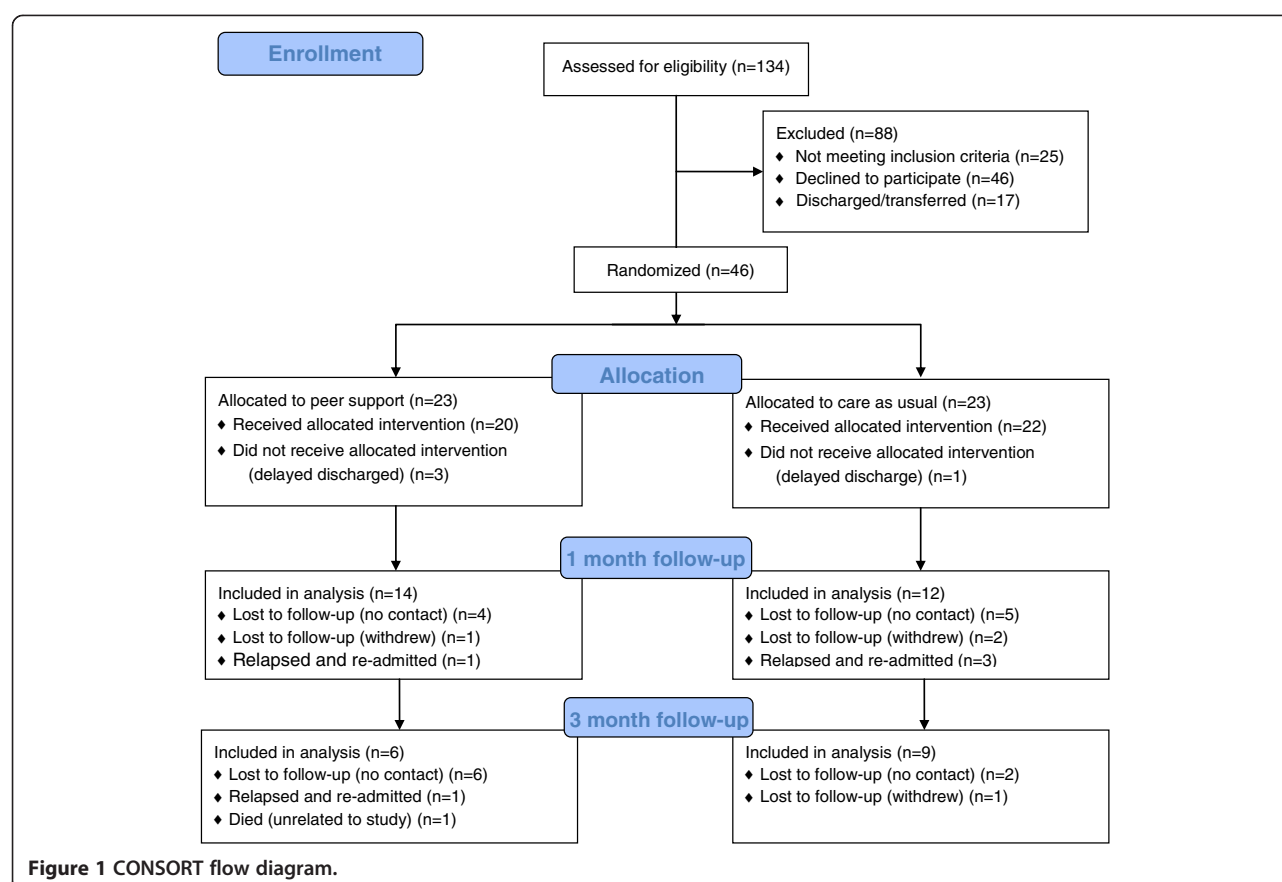 Enrollment
Assessed for eligibility (n=134)
Excluded (n=88)
♦ Not meeting inclusion criteria (n=25)
♦ Declined to participate (n=46)
♦ Discharged/transferred (n=17)
Randomized (n=46)
Allocation
Allocated to peer support (n=23)
♦ Received allocated intervention (n=20)
♦ Did not receive allocated intervention
(delayed discharged) (n=3)
Allocated to care as usual (n=23)
♦ Received allocated intervention (n=22)
♦ Did not receive allocated intervention
(delayed discharge) (n=1)
1 month follow-up
Included in analysis (n=14)
♦ Lost to follow-up (no contact) (n=4)
♦ Lost to follow-up (withdrew) (n=1)
♦ Relapsed and re-admitted (n=1)
Included in analysis (n=12)
♦ Lost to follow-up (no contact) (n=5)
♦ Lost to follow-up (withdrew) (n=2)
♦ Relapsed and re-admitted (n=3)
3 month follow-up
Included in analysis (n=6)
♦ Lost to follow-up (no contact) (n=6)
♦ Relapsed and re-admitted (n=1)
♦ Died (unrelated to study) (n=1)
Included in analysis (n=9)
♦ Lost to follow-up (no contact) (n=2)
♦ Lost to follow-up (withdrew) (n=1)
Figure 1 CONSORT flow diagram.